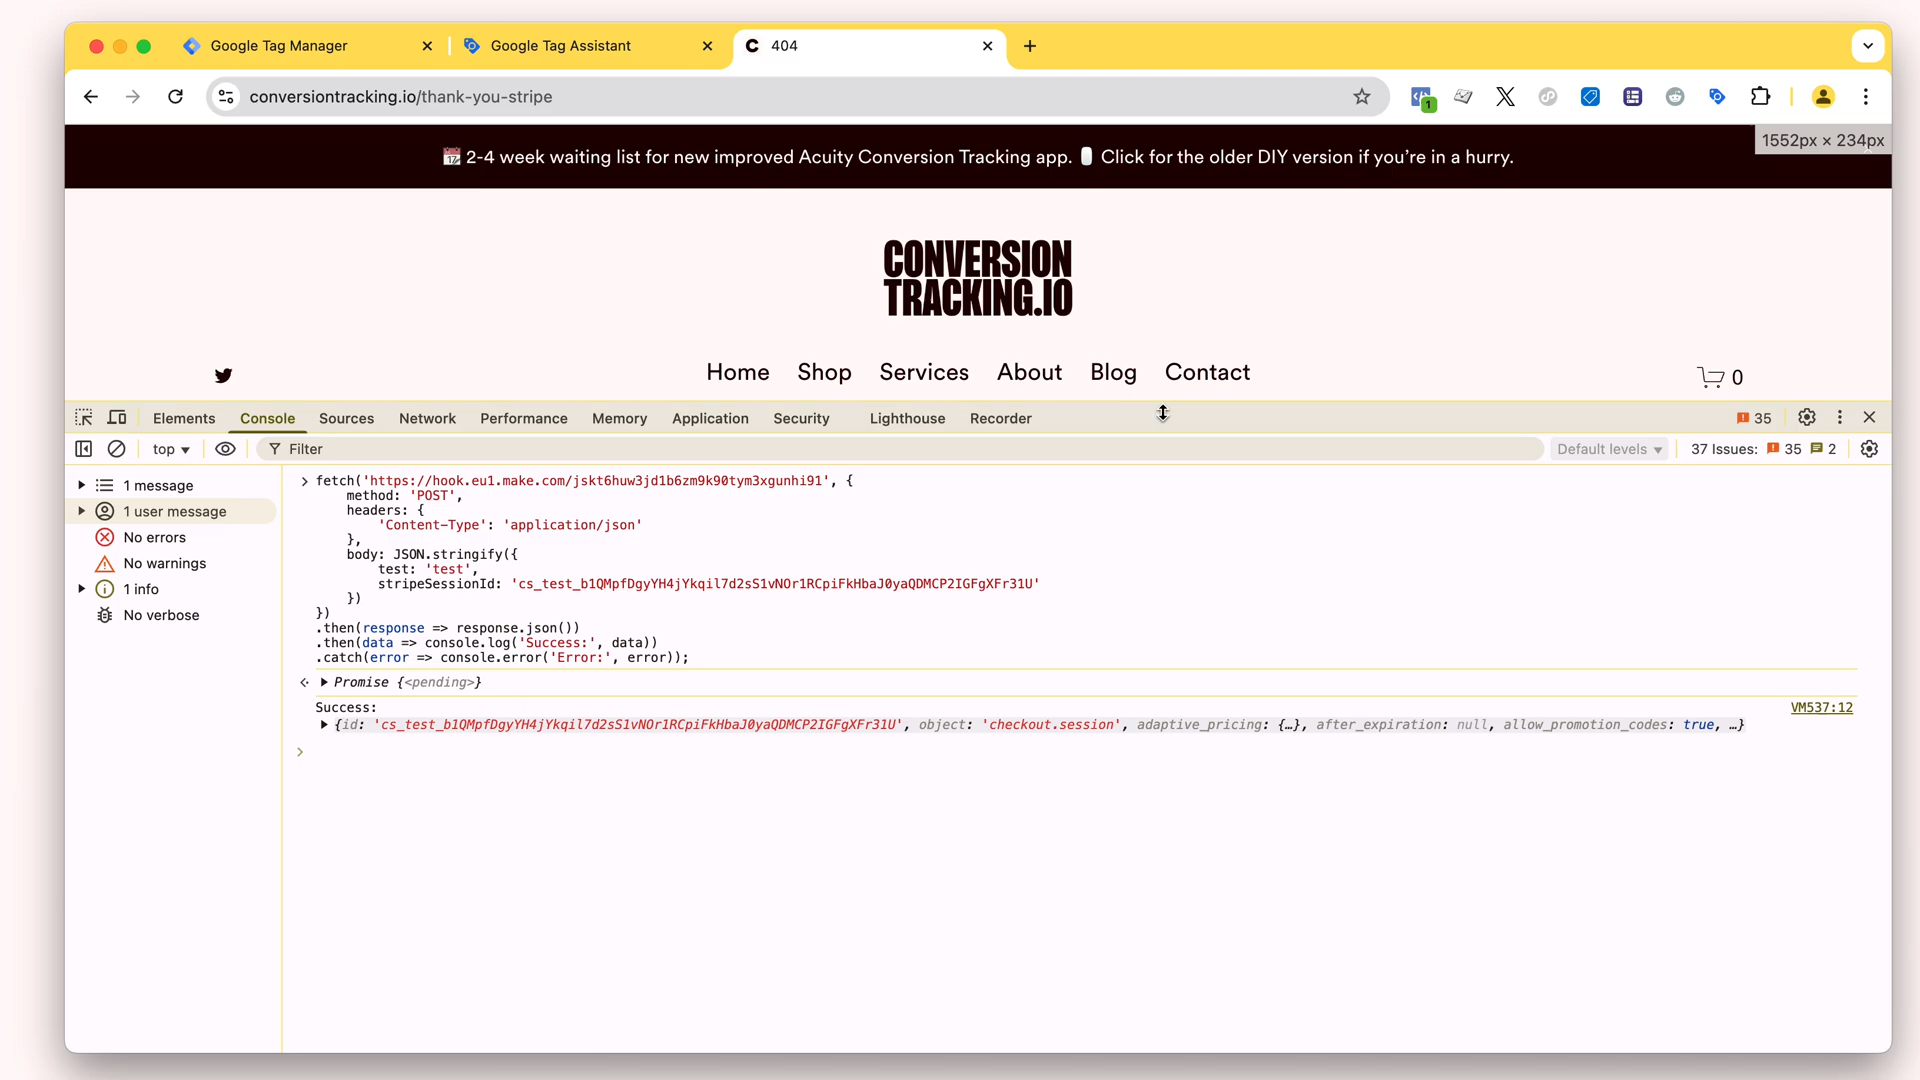 Google Tag Manager
Google Tag Assistant
C 404
conversiontracking.io/thank-you-stripe
1
2-4 week waiting list for new improved Acuity Conversion Tracking app. Click for the older DIY version if you're in a hurry.
1552px × 234px
CONVERSION
TRACKING.IO
Home Shop Services About Blog Contact
0
Elements Console Sources Network Performance Memory Application Security Lighthouse Recorder
35
top ▾
Filter
Default levels ▾
37 Issues: 35 2
1 message
1 user message
No errors
No warnings
1 info
No verbose
> fetch('https://hook.eu1.make.com/jskt6huw3jd1b6zm9k90tym3xgunhi91', {
method: 'POST',
headers: {
'Content-Type': 'application/json'
},
body: JSON.stringify({
test: 'test',
stripeSessionId: 'cs_test_b1QMpfDgyYH4jYkqil7d2sS1vNOr1RCpiFkHbaJ0yaQDMCP2IGFgXFr31U'
})
})
.then(response => response.json())
.then(data => console.log('Success:', data))
.catch(error => console.error('Error:', error));
Promise {<pending>}
Success:
VM537:12
{id: 'cs_test_b1QMpfDgyYH4jYkqil7d2sS1vNOr1RCpiFkHbaJ0yaQDMCP2IGFgXFr31U', object: 'checkout.session', adaptive_pricing: {…}, after_expiration: null, allow_promotion_codes: true, …}
>